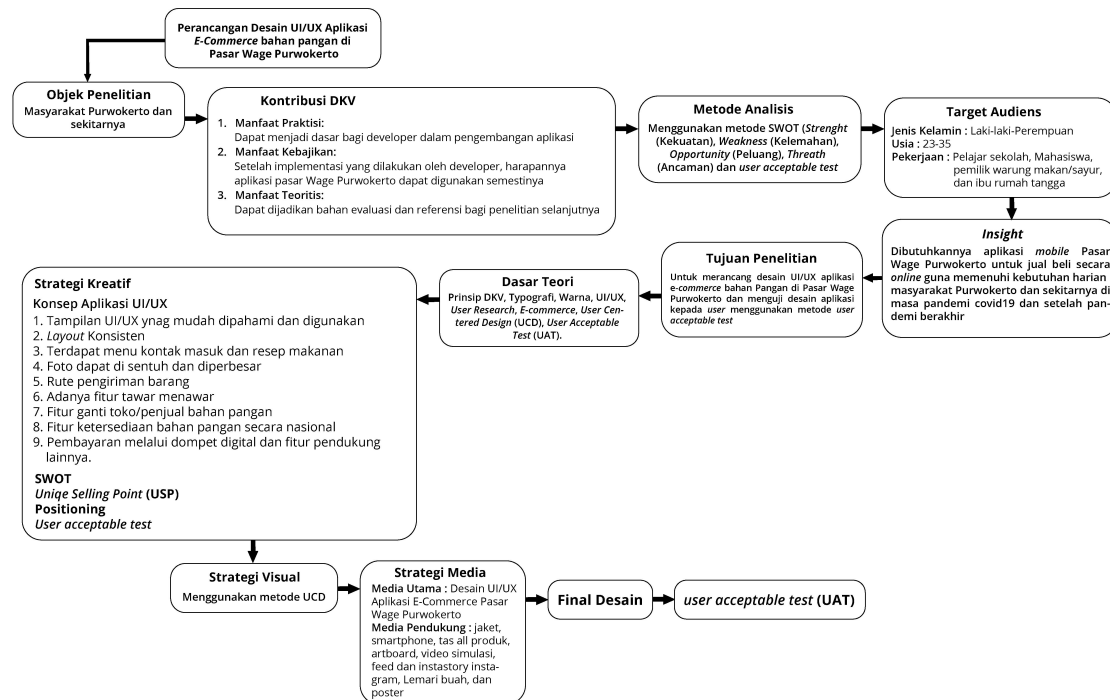 Perancangan Desain UI/UX Aplikasi
E-Commerce bahan pangan di
Pasar Wage Purwokerto
Objek Penelitian
Masyarakat Purwokerto dan
sekitarnya
Kontribusi DKV
1. Manfaat Praktisi:
Dapat menjadi dasar bagi developer dalam pengembangan aplikasi
2. Manfaat Kebajikan:
Setelah implementasi yang dilakukan oleh developer, harapannya
aplikasi pasar Wage Purwokerto dapat digunakan semestinya
3. Manfaat Teoritis:
Dapat dijadikan bahan evaluasi dan referensi bagi penelitian selanjutnya
Metode Analisis
Menggunakan metode SWOT (Strenght
(Kekuatan), Weakness (Kelemahan),
Opportunity (Peluang), Threath
(Ancaman) dan user acceptable test
Target Audiens
Jenis Kelamin : Laki-laki-Perempuan
Usia : 23-35
Pekerjaan : Pelajar sekolah, Mahasiswa,
pemilik warung makan/sayur,
dan ibu rumah tangga
Insight
Dibutuhkannya aplikasi mobile Pasar
Wage Purwokerto untuk jual beli secara
online guna memenuhi kebutuhan harian
masyarakat Purwokerto dan sekitarnya di
masa pandemi covid19 dan setelah pan-
demi berakhir
Tujuan Penelitian
Untuk merancang desain UI/UX aplikasi
e-commerce bahan Pangan di Pasar Wage
Purwokerto dan menguji desain aplikasi
kepada user menggunakan metode user
acceptable test
Dasar Teori
Prinsip DKV, Typografi, Warna, UI/UX,
User Research, E-commerce, User Cen-
tered Design (UCD), User Acceptable
Test (UAT).
Strategi Kreatif
Konsep Aplikasi UI/UX
1. Tampilan UI/UX ynag mudah dipahami dan digunakan
2. Layout Konsisten
3. Terdapat menu kontak masuk dan resep makanan
4. Foto dapat di sentuh dan diperbesar
5. Rute pengiriman barang
6. Adanya fitur tawar menawar
7. Fitur ganti toko/penjual bahan pangan
8. Fitur ketersediaan bahan pangan secara nasional
9. Pembayaran melalui dompet digital dan fitur pendukung
lainnya.
SWOT
Uniqe Selling Point (USP)
Positioning
User acceptable test
Strategi Visual
Menggunakan metode UCD
Strategi Media
Media Utama : Desain UI/UX
Aplikasi E-Commerce Pasar
Wage Purwokerto
Media Pendukung : jaket,
smartphone, tas all produk,
artboard, video simulasi,
feed dan instastory insta-
gram, Lemari buah, dan
poster
Final Desain
user acceptable test (UAT)